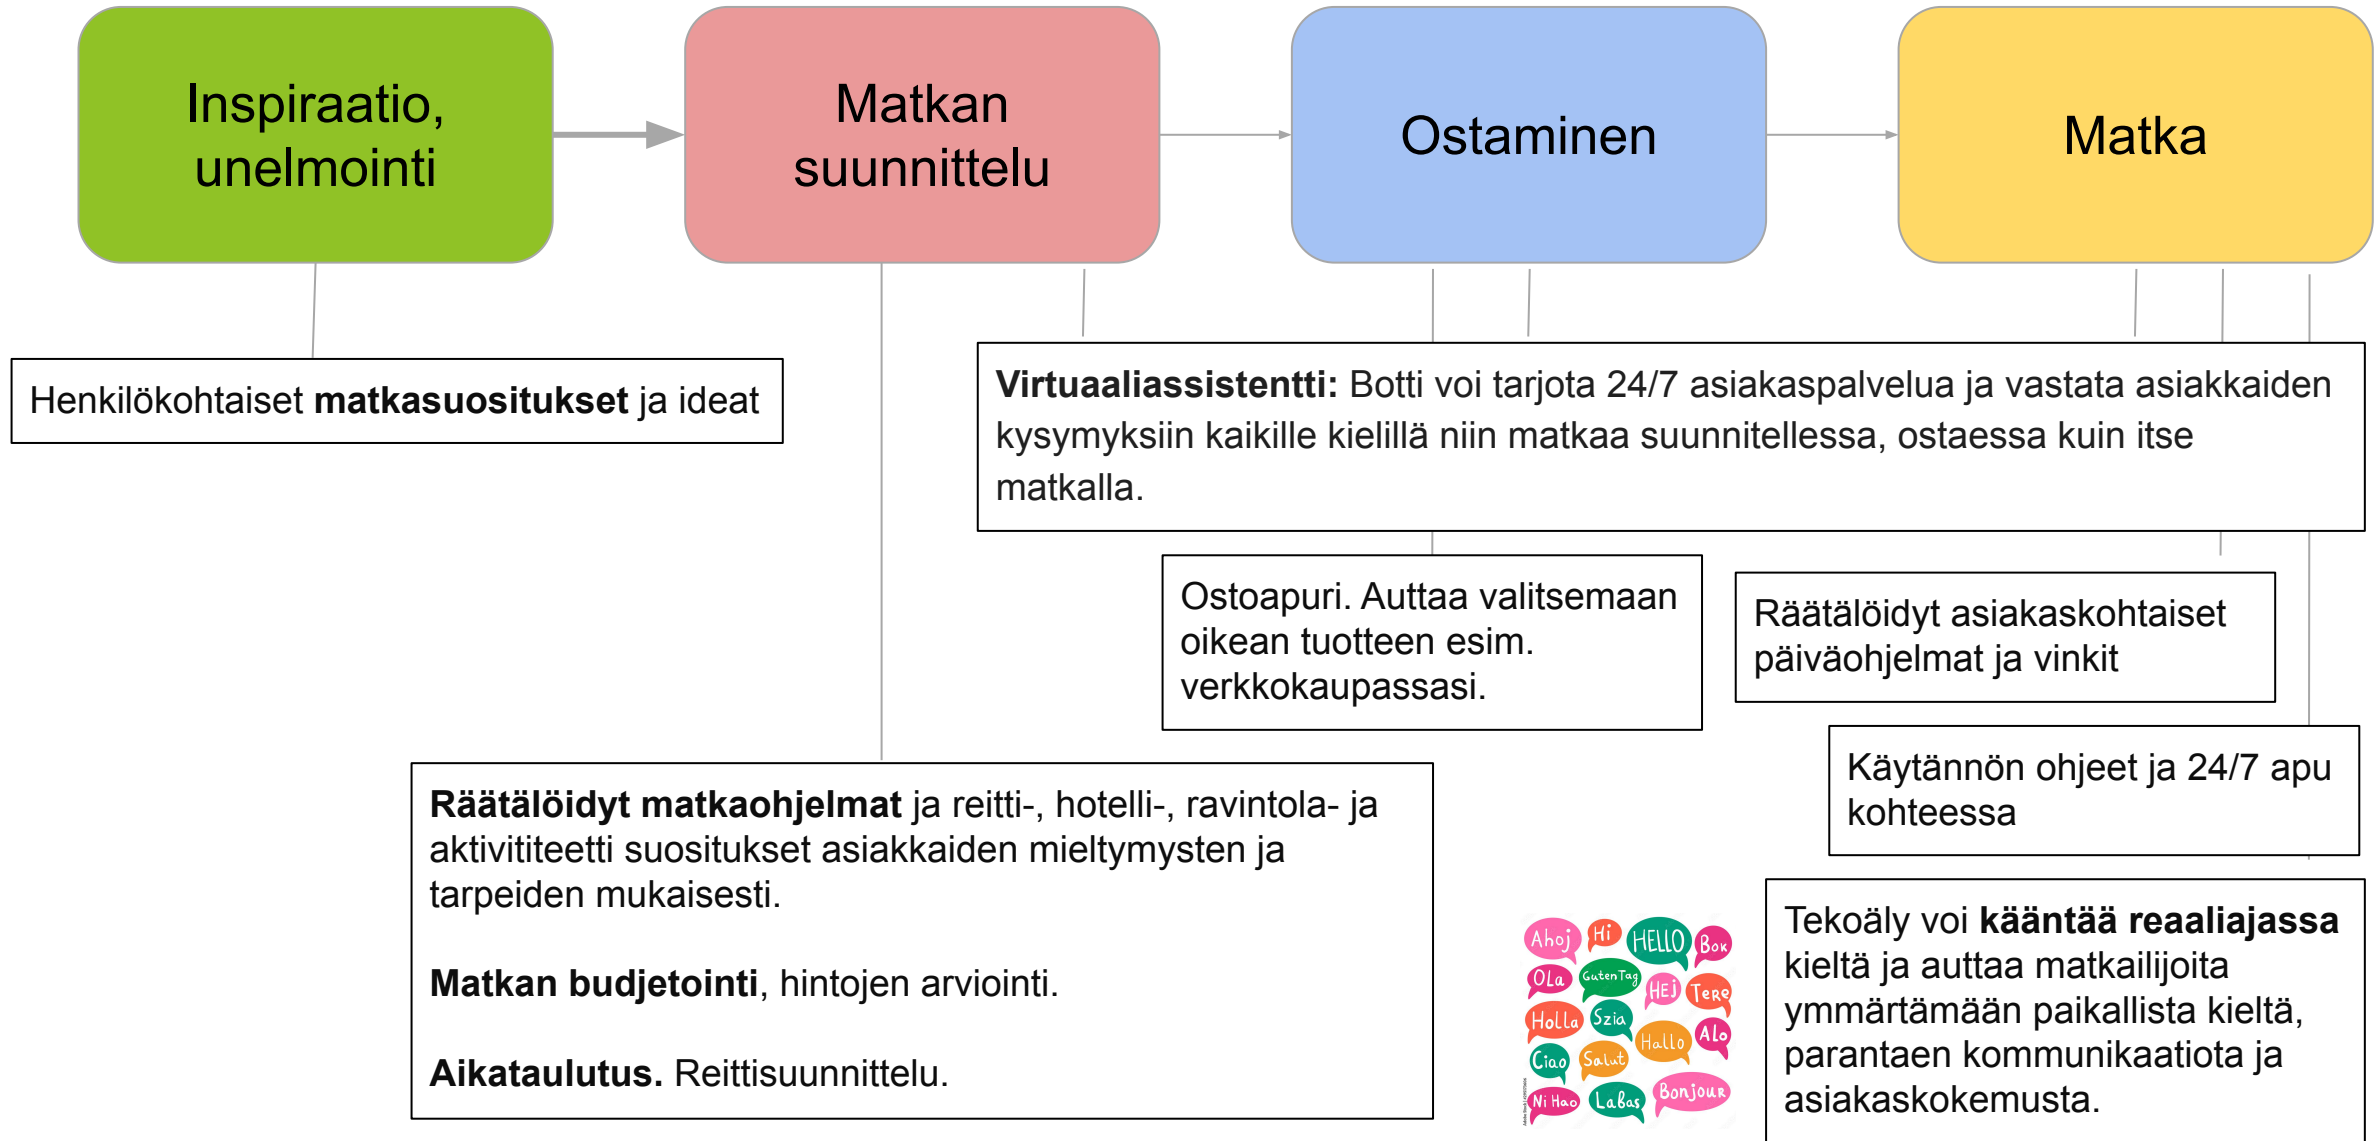 Inspiraatio,
unelmointi
Matkan
suunnittelu
Ostaminen
Matka
Henkilökohtaiset matkasuositukset ja ideat
Virtuaaliassistentti: Botti voi tarjota 24/7 asiakaspalvelua ja vastata asiakkaiden
kysymyksiin kaikille kielillä niin matkaa suunnitellessa, ostaessa kuin itse
matkalla.
Ostoapuri. Auttaa valitsemaan
oikean tuotteen esim.
verkkokaupassasi.
Räätälöidyt asiakaskohtaiset
päiväohjelmat ja vinkit
Käytännön ohjeet ja 24/7 apu
kohteessa
Räätälöidyt matkaohjelmat ja reitti-, hotelli-, ravintola- ja
aktivititeetti suositukset asiakkaiden mieltymysten ja
tarpeiden mukaisesti.
Matkan budjetointi, hintojen arviointi.
Aikataulutus. Reittisuunnittelu.
Ahoj
Hi
HELLO
Bok
OLa
Guten Tag
HEJ
TeRe
Holla
Szia
Hallo
ALo
Ciao
Salut
Ni Hao
LaBas
BonJouR
Tekoäly voi kääntää reaaliajassa
kieltä ja auttaa matkailijoita
ymmärtämään paikallista kieltä,
parantaen kommunikaatiota ja
asiakaskokemusta.